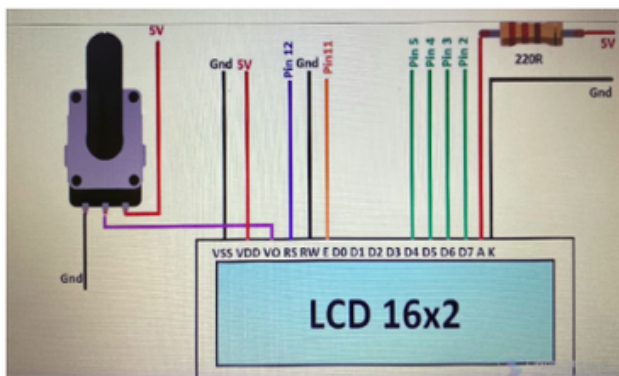 5V
Gnd 5V
Pin 12
Gnd
Pin11
Pin 5
Pin 4
Pin 3
Pin 2
220R
5V
Gnd
Gnd
VSS VDD VO RS RW E D0 D1 D2 D3 D4 D5 D6 D7 A K
LCD 16x2